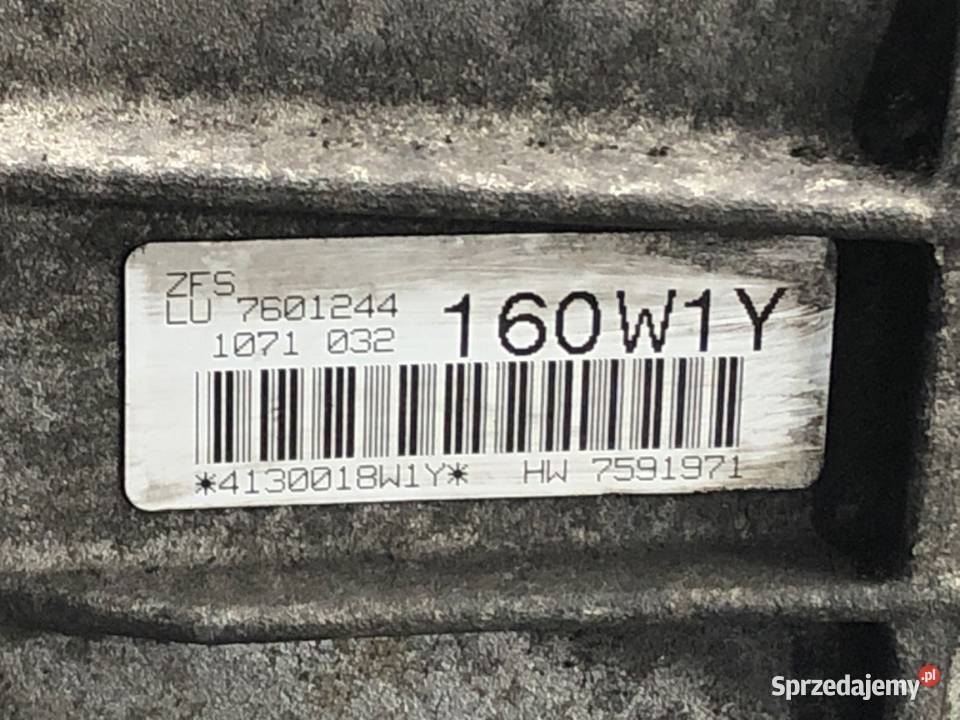 ZFS
LU 7601244
1071 032
160W1Y
*4130018W1Y* HW 7591971
Sprzedajemy.pl